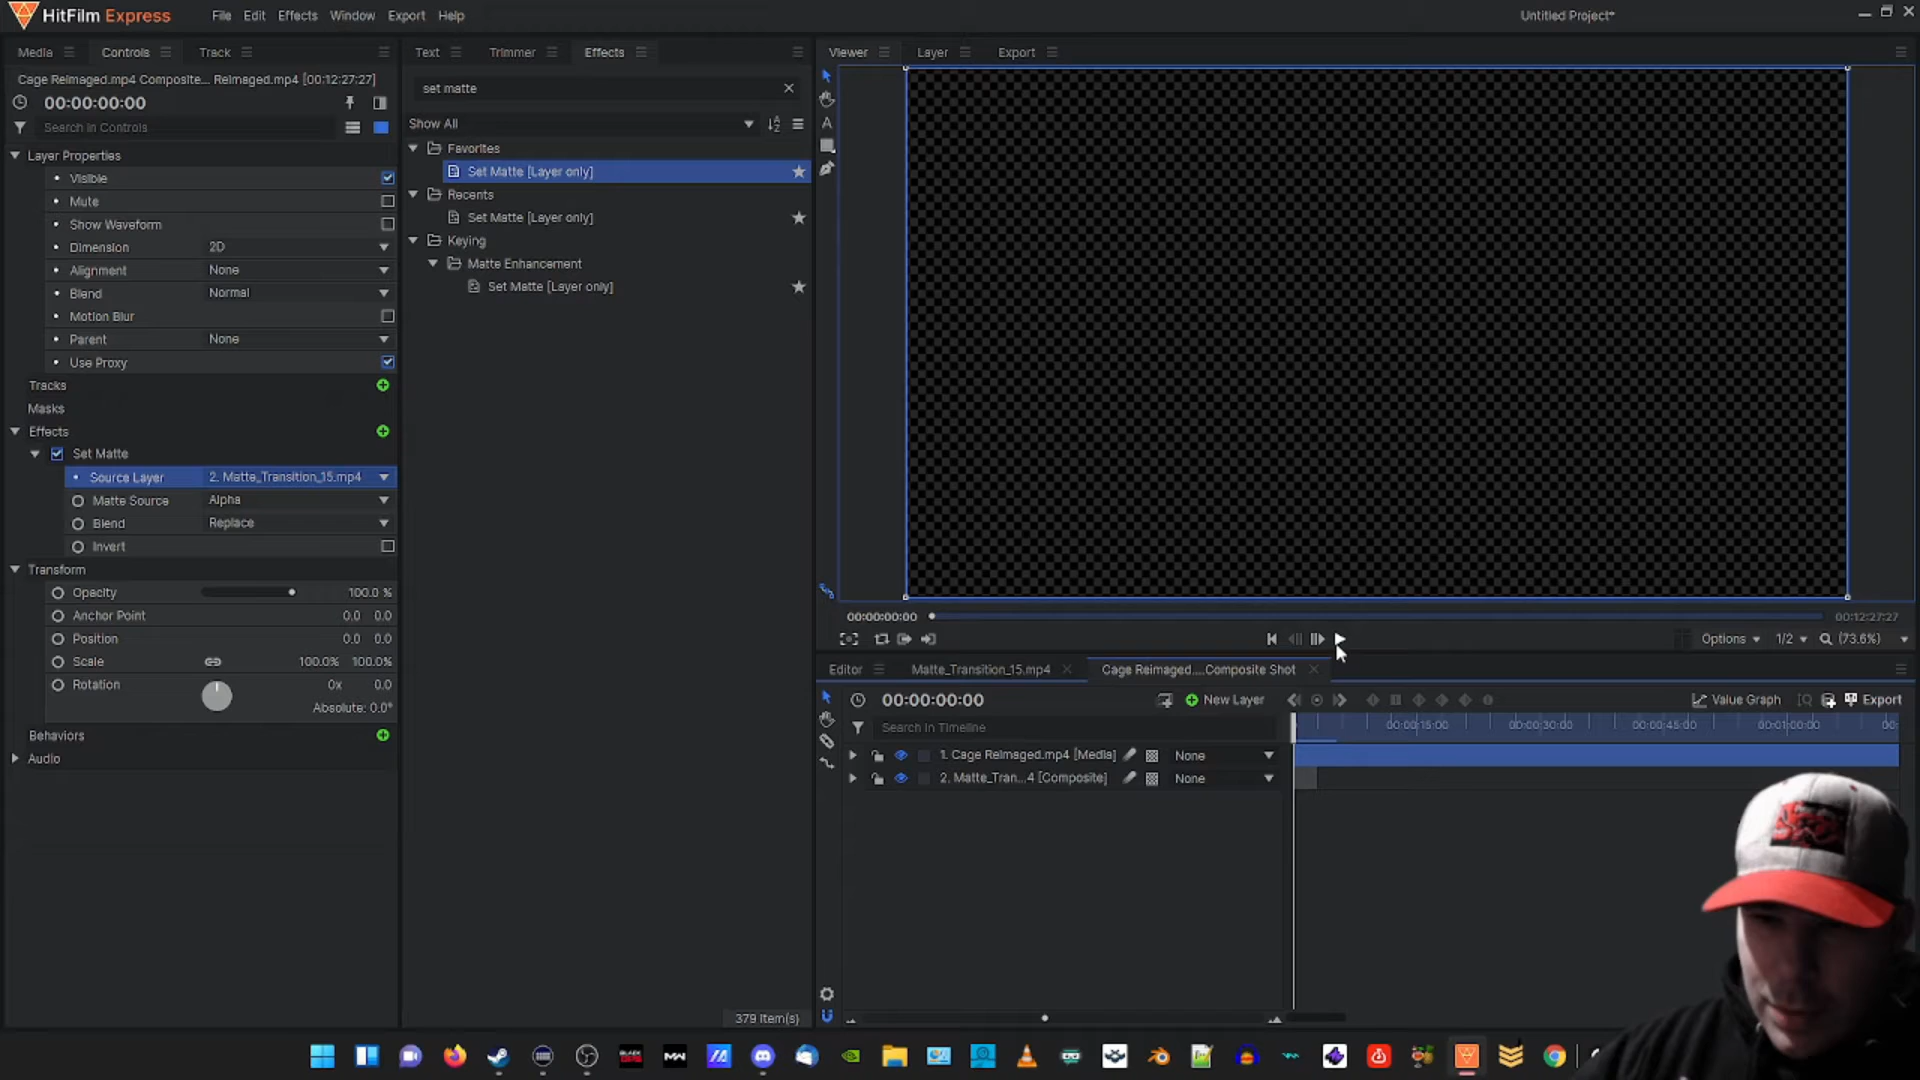 HitFilm Express
File Edit Effects Window Export Help
Untitled Project*
Media Controls Track
Text Trimmer Effects
Viewer Layer Export
Cage Reimaged.mp4 Composite... Reimaged.mp4 [00:12:27:27]
00:00:00:00
Search in Controls
Layer Properties
Visible
Mute
Show Waveform
Dimension 2D
Alignment None
Blend Normal
Motion Blur
Parent None
Use Proxy
Tracks
Masks
Effects
Set Matte
Source Layer 2. Matte_Transition_15.mp4
Matte Source Alpha
Blend Replace
Invert
Transform
Opacity 100.0 %
Anchor Point 0.0 0.0
Position 0.0 0.0
Scale 100.0% 100.0%
Rotation 0x 0.0
Absolute: 0.0°
Behaviors
Audio
set matte
Show All
Favorites
Set Matte [Layer only]
Recents
Set Matte [Layer only]
Keying
Matte Enhancement
Set Matte [Layer only]
379 Item(s)
00:00:00:00 00:12:27:27
Options 1/2 (73.6%)
Editor Matte_Transition_15.mp4 Cage Reimaged....Composite Shot
00:00:00:00 New Layer Value Graph Export
Search in Timeline 00:00:15:00 00:00:30:00 00:00:45:00 00:01:00:00 00:
1. Cage Reimaged.mp4 [Media] None
2. Matte_Tran...4 [Composite] None